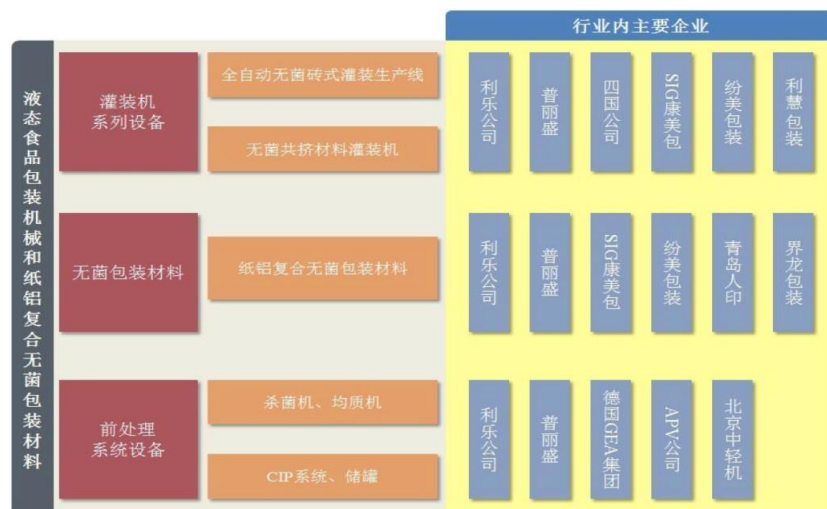 行业内主要企业
液态食品包装机械和纸铝复合无菌包装材料
灌装机
系列设备
全自动无菌砖式灌装生产线
无菌共挤材料灌装机
利乐公司
普丽盛
四国公司
SIG康美包
纷美包装
利慧包装
无菌包装材料
纸铝复合无菌包装材料
利乐公司
普丽盛
SIG康美包
纷美包装
青岛人印
界龙包装
前处理
系统设备
杀菌机、均质机
CIP系统、储罐
利乐公司
普丽盛
德国GEA集团
APV公司
北京中轻机